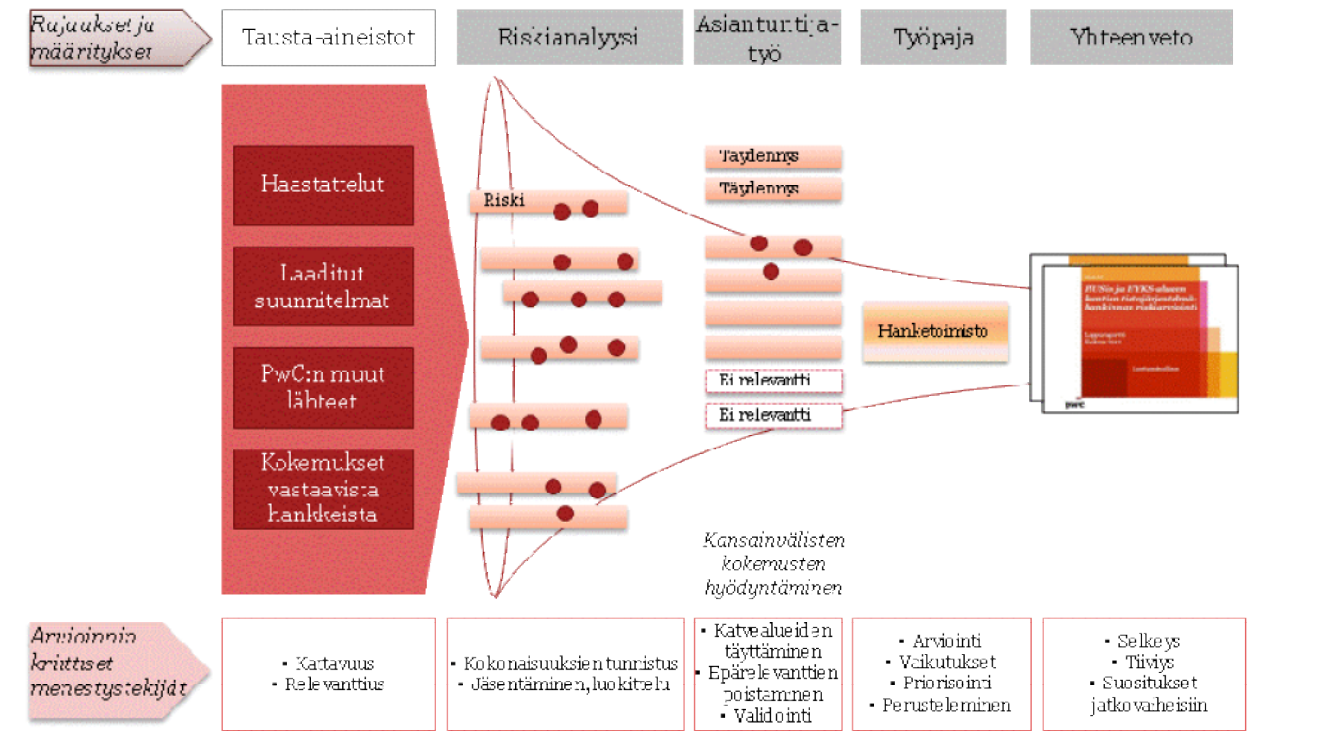 Rajaukset ja
määritykset
Tausta-aineistot
Riskianalyysi
Asiantuntija-
työ
Työpaja
Yhteenveto
Haastattelut
Laaditut
suunnitelmat
PwC:n muut
lähteet
Kokemukset
vastaavista
hankkeista
Riski
Täydennys
Täydennys
Ei relevantti
Ei relevantti
Kansainvälisten
kokemusten
hyödyntäminen
Hanketoimisto
pwc
Arvioinnin
kriittiset
menestystekijät
▪ Kattavuus
▪ Relevanttius
▪ Kokonaisuuksien tunnistus
▪ Jäsentäminen, luokittelu
▪ Katvealueiden
täyttäminen
▪ Epärelevanttien
poistaminen
▪ Validointi
▪ Arviointi
▪ Vaikutukset
▪ Priorisointi
▪ Perusteleminen
▪ Selkeys
▪ Tiiviys
▪ Suositukset
jatkovaiheisiin